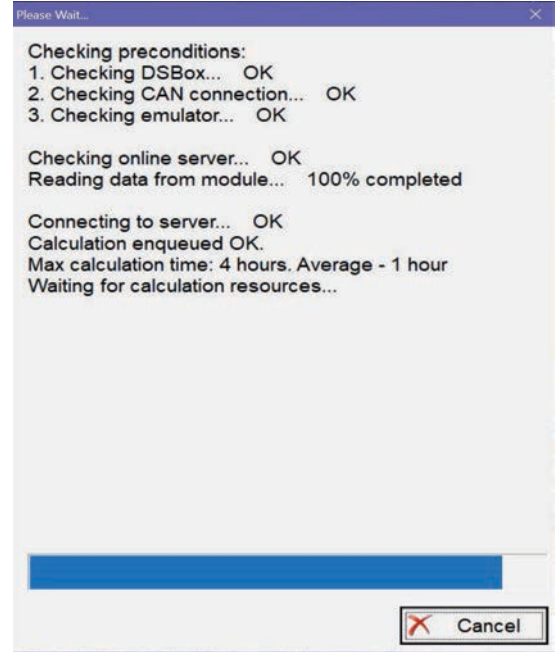 Please Wait...
Checking preconditions:
1. Checking DSBox... OK
2. Checking CAN connection... OK
3. Checking emulator... OK
Checking online server... OK
Reading data from module... 100% completed
Connecting to server... OK
Calculation enqueued OK.
Max calculation time: 4 hours. Average - 1 hour
Waiting for calculation resources...
Cancel